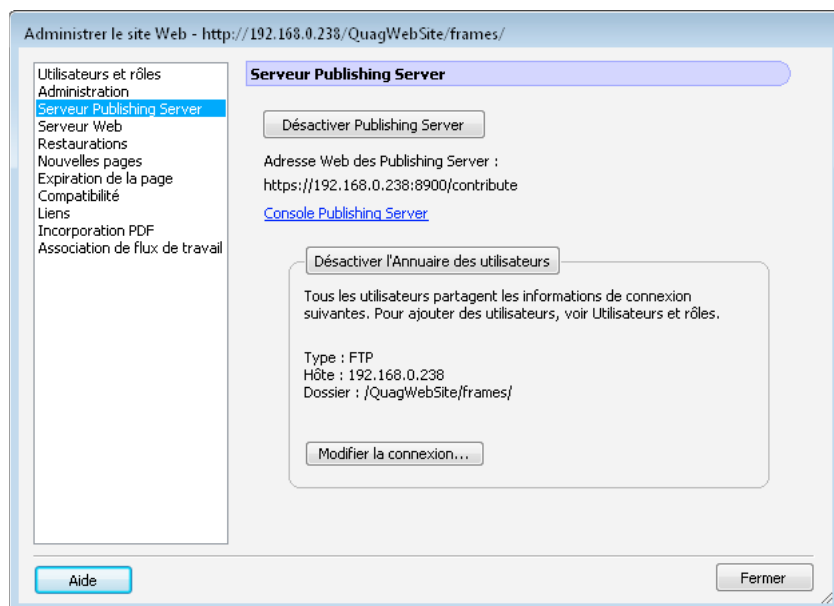 Administrer le site Web - http://192.168.0.238/QuagWebSite/frames/
Utilisateurs et rôles
Administration
Serveur Publishing Server
Serveur Web
Restaurations
Nouvelles pages
Expiration de la page
Compatibilité
Liens
Incorporation PDF
Association de flux de travail
Serveur Publishing Server
Désactiver Publishing Server
Adresse Web des Publishing Server :
https://192.168.0.238:8900/contribute
Console Publishing Server
Désactiver l'Annuaire des utilisateurs
Tous les utilisateurs partagent les informations de connexion
suivantes. Pour ajouter des utilisateurs, voir Utilisateurs et rôles.
Type : FTP
Hôte : 192.168.0.238
Dossier : /QuagWebSite/frames/
Modifier la connexion...
Aide
Fermer